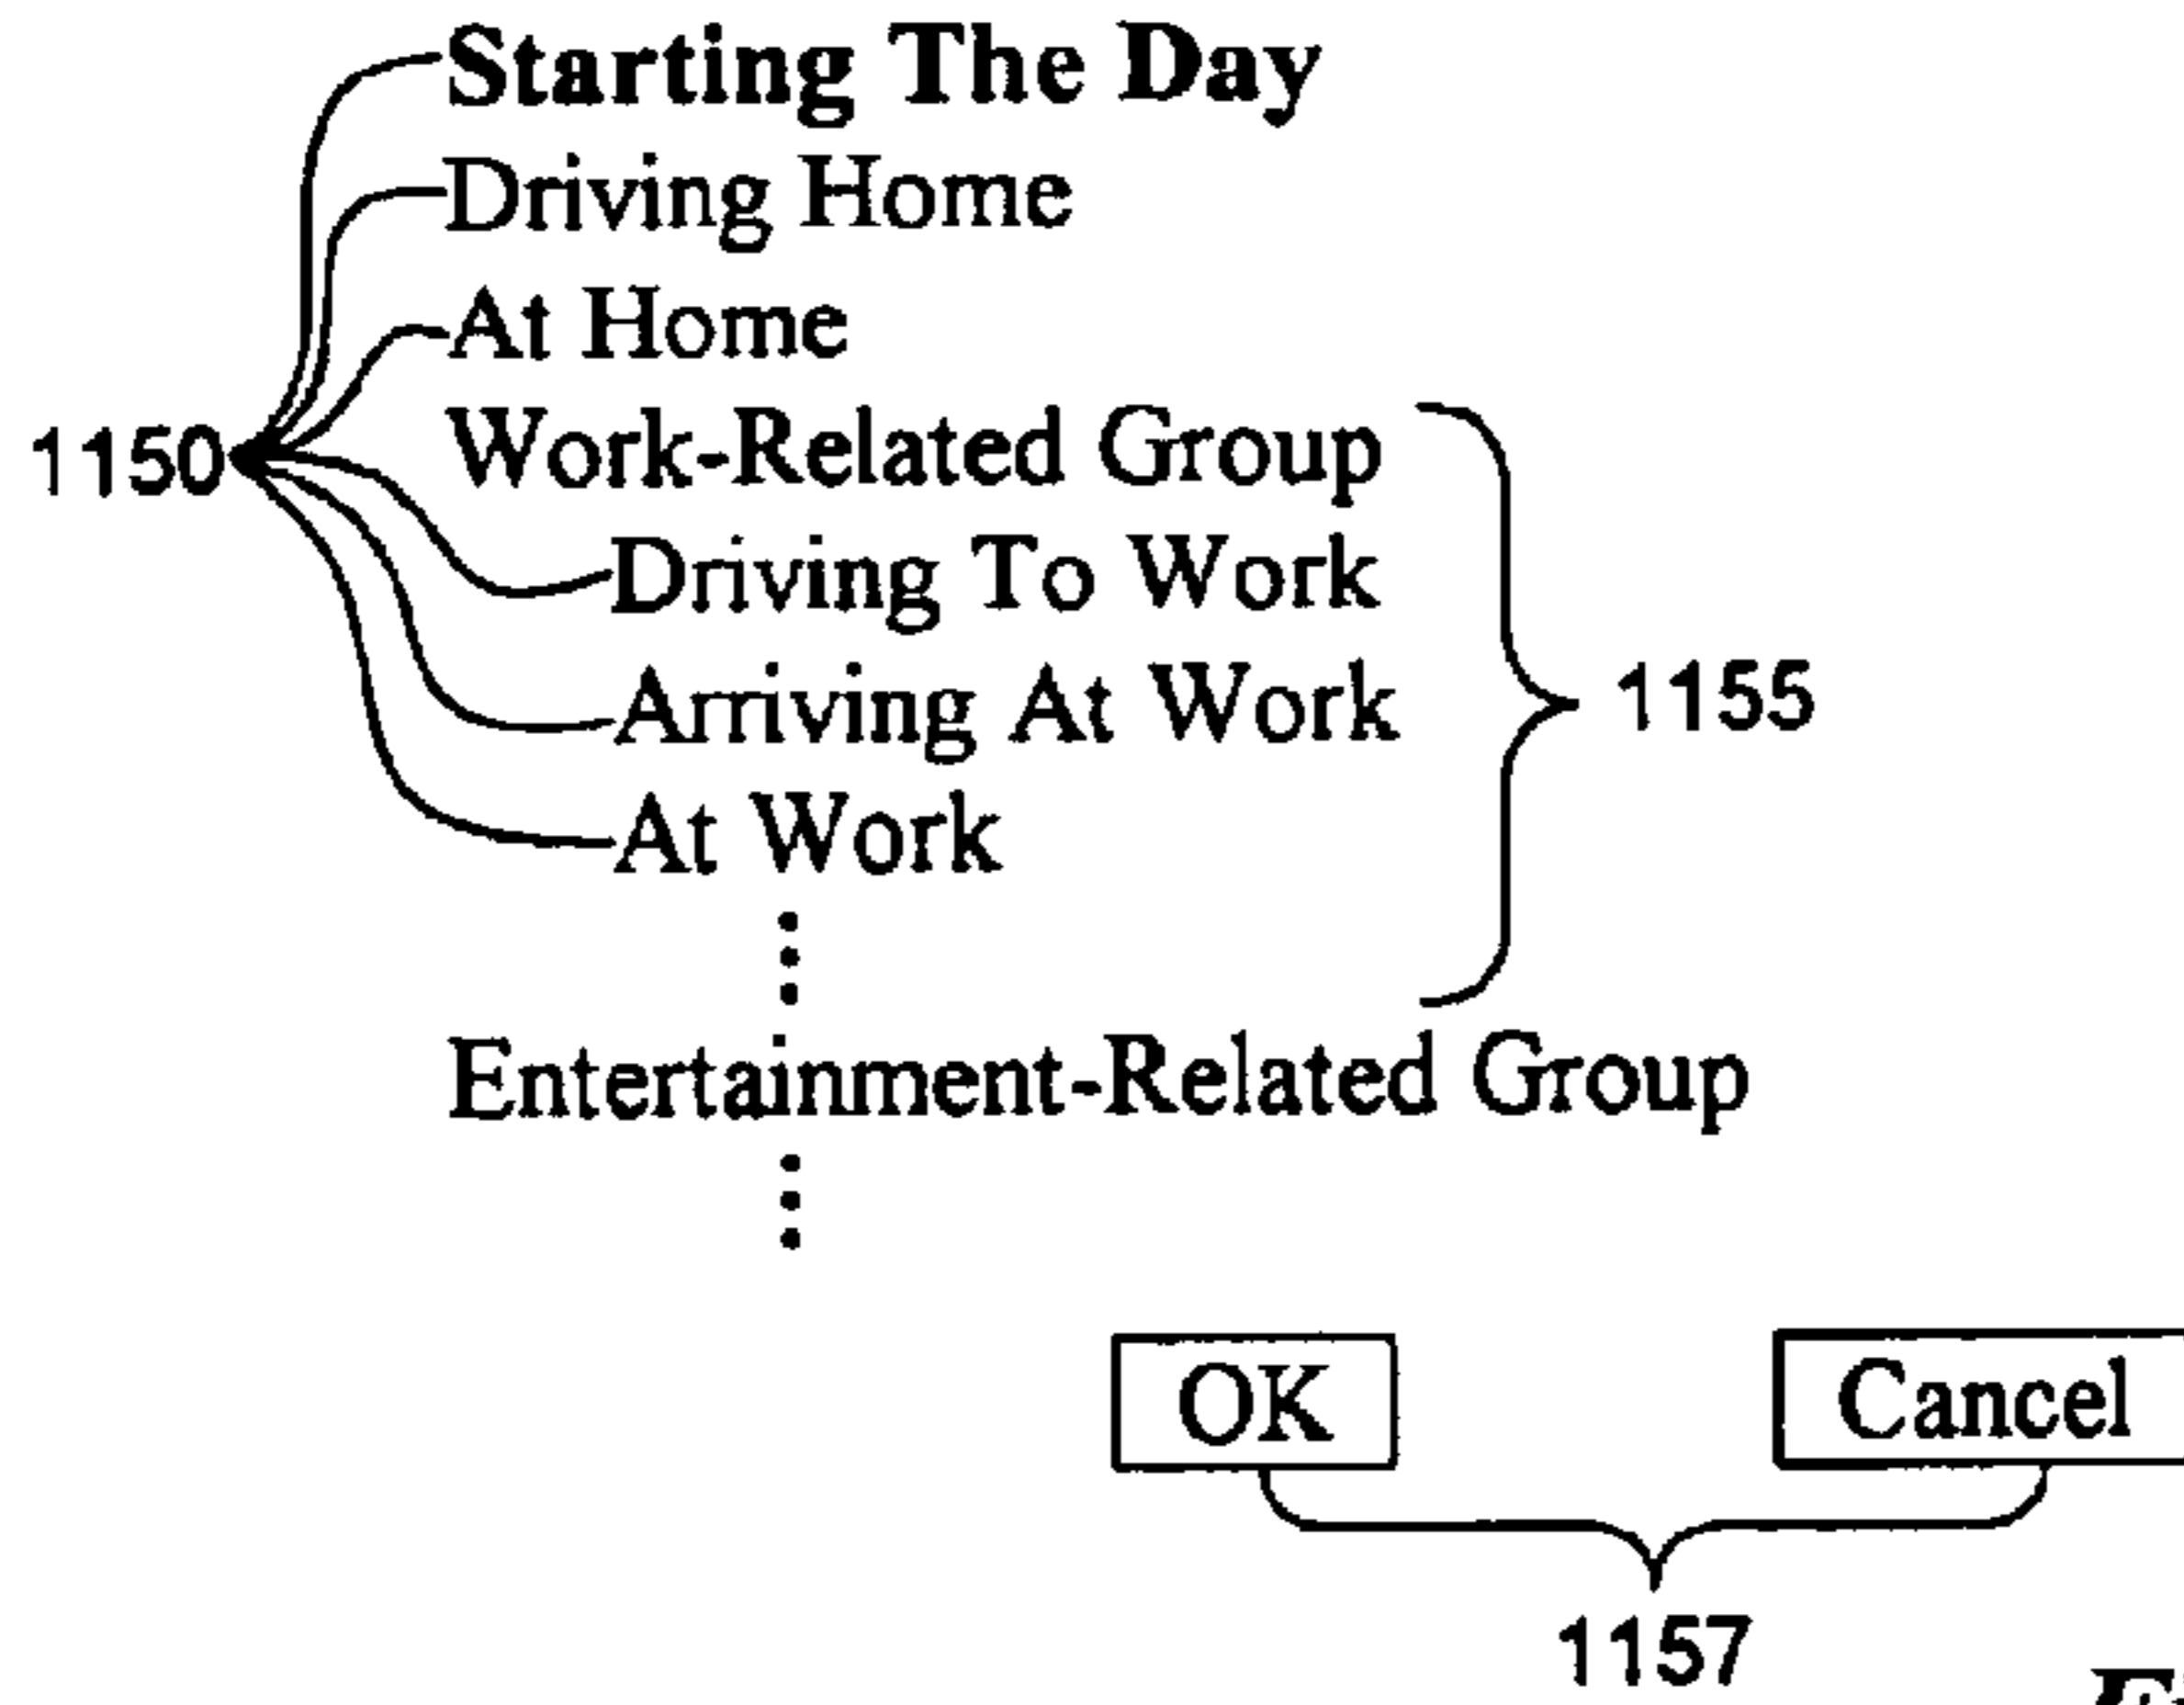 Starting The Day
Driving Home
At Home
1150 Work-Related Group
Driving To Work
Arriving At Work
1155
At Work
Entertainment-Related Group
OK Cancel
1157